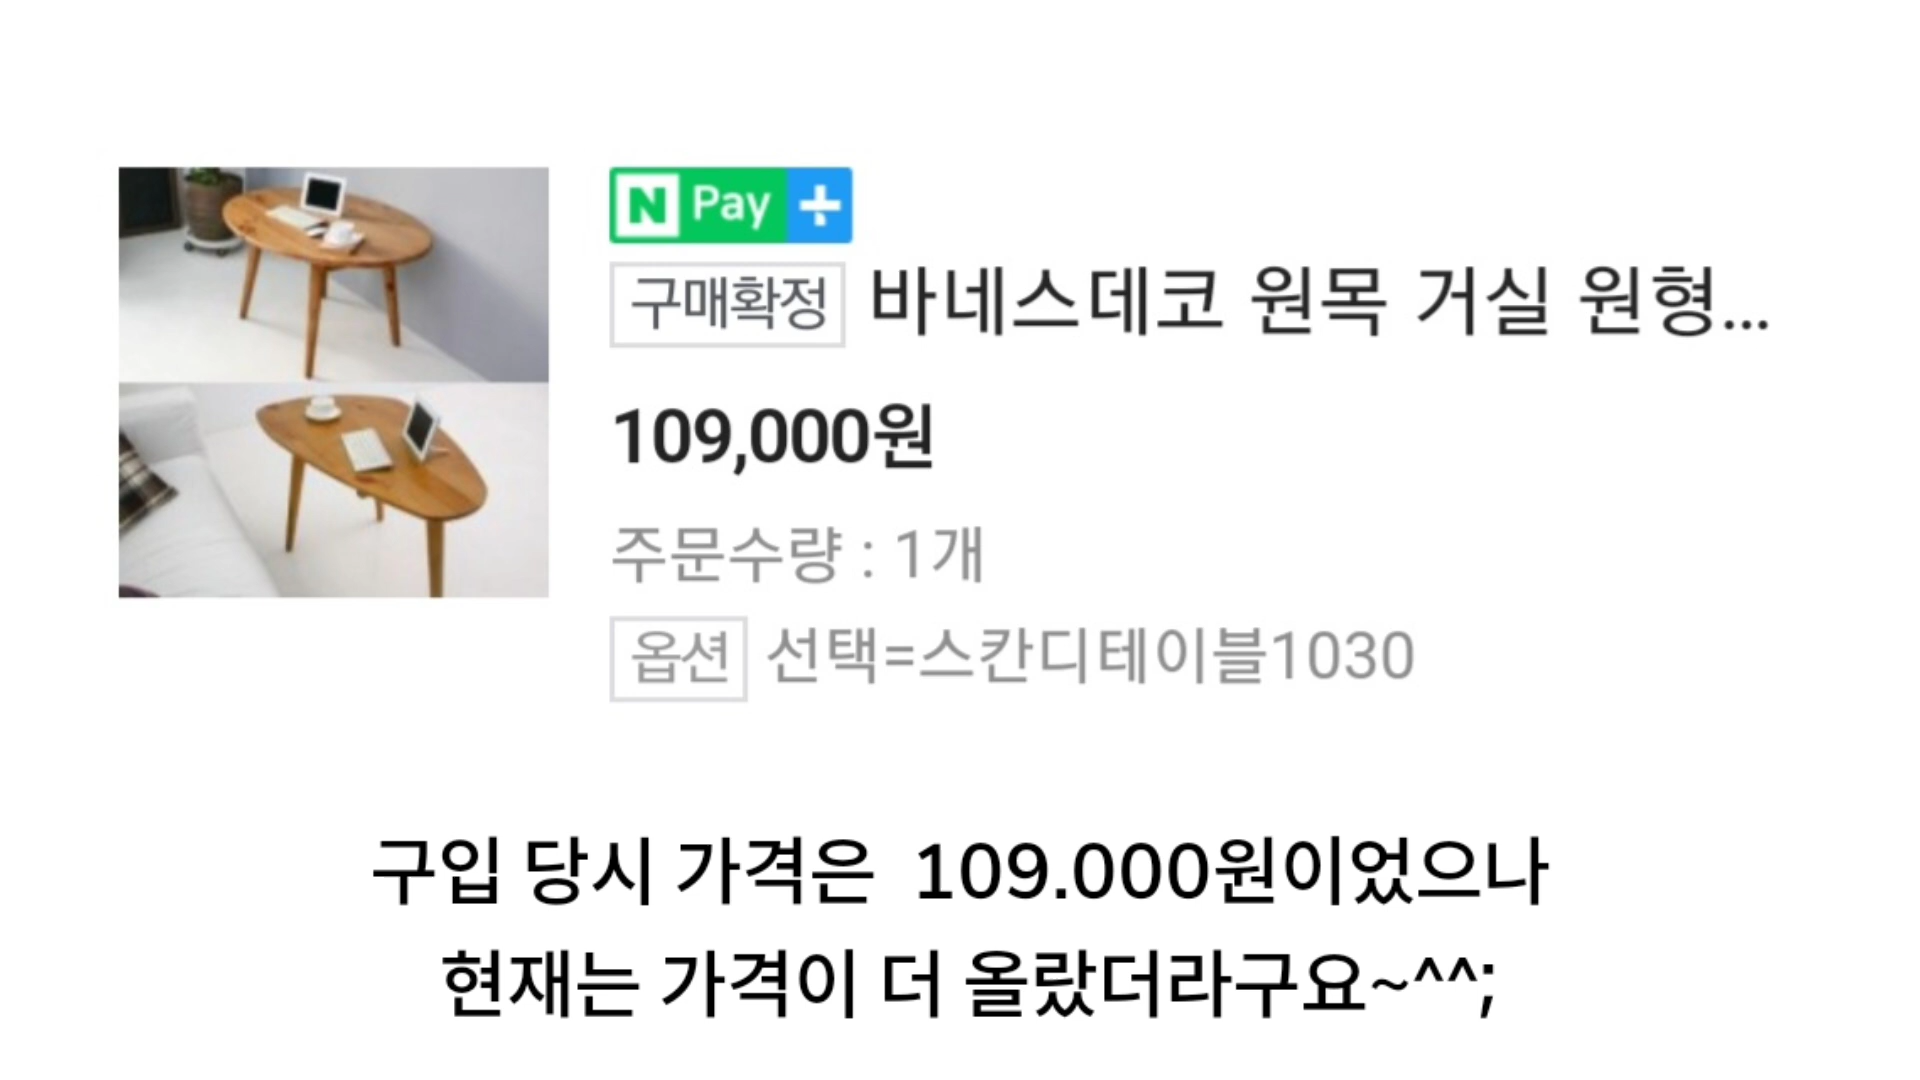 N Pay +
구매확정 바네스데코 원목 거실 원형...
109,000원
주문수량 : 1개
옵션 선택=스칸디테이블1030
구입 당시 가격은 109.000원이었으나
현재는 가격이 더 올랐더라구요~^^;